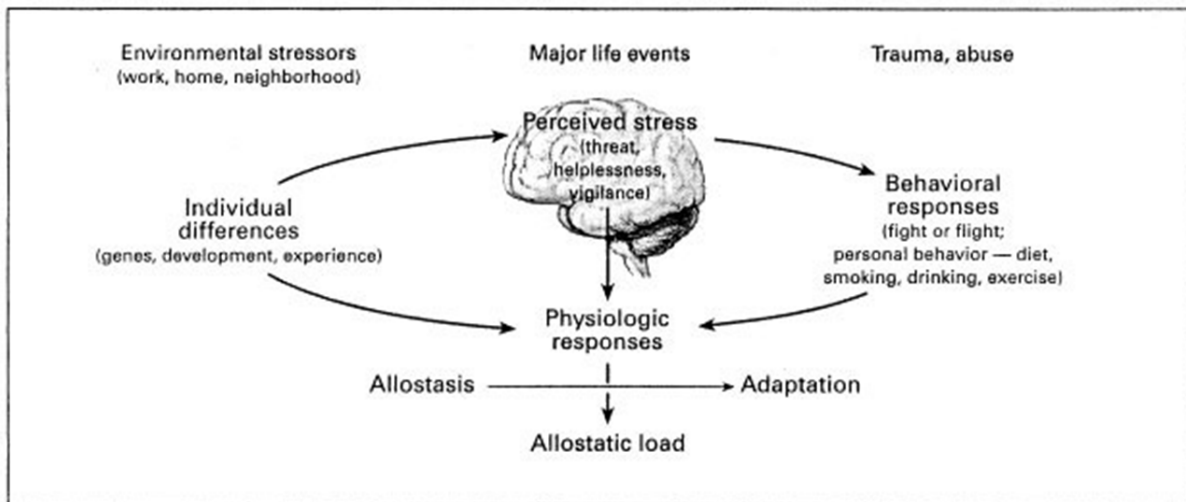 Environmental stressors
(work, home, neighborhood)
Major life events
Trauma, abuse
Perceived stress
(threat,
helplessness,
vigilance)
Individual
differences
(genes, development, experience)
Behavioral
responses
(fight or flight;
personal behavior — diet,
smoking, drinking, exercise)
Physiologic
responses
Allostasis
Adaptation
Allostatic load